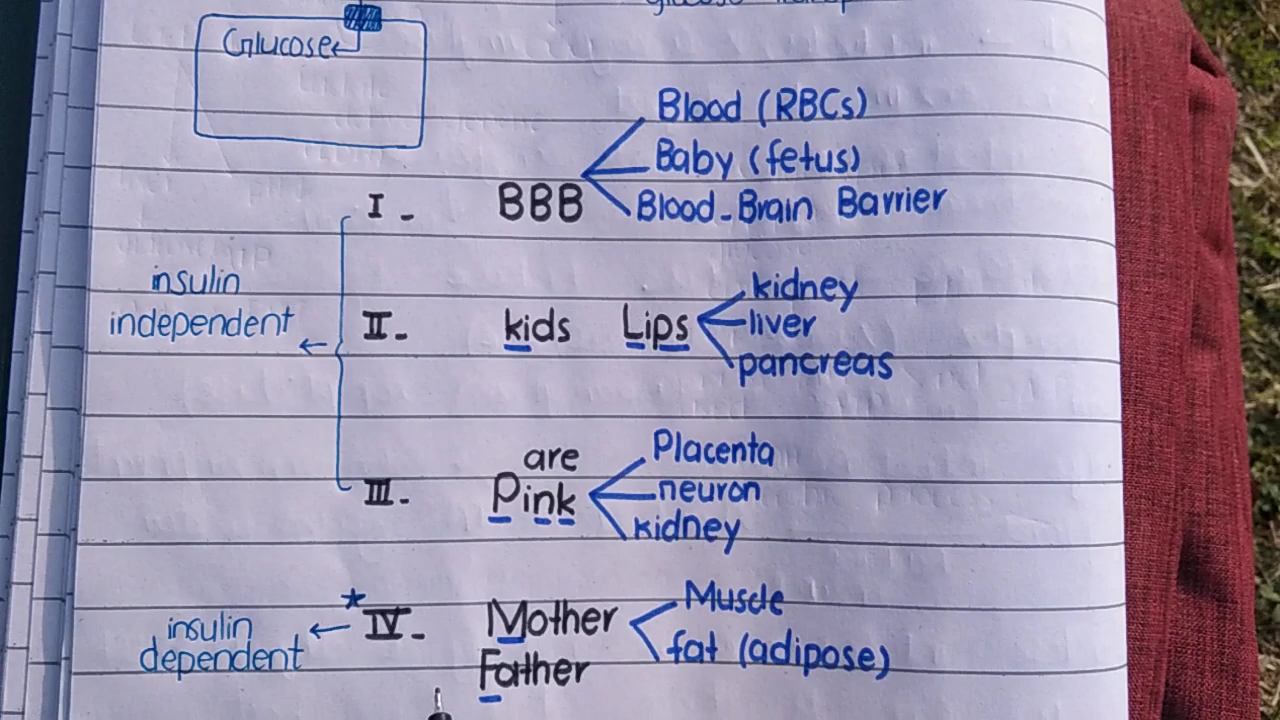 Glucose
Blood (RBCs)
Baby (fetus)
I - BBB Blood-Brain Barrier
insulin independent
kidney
II- kids Lips liver
pancreas
are Placenta
III- Pink neuron
kidney
insulin dependent
* IV- Mother Muscle
Father fat (adipose)